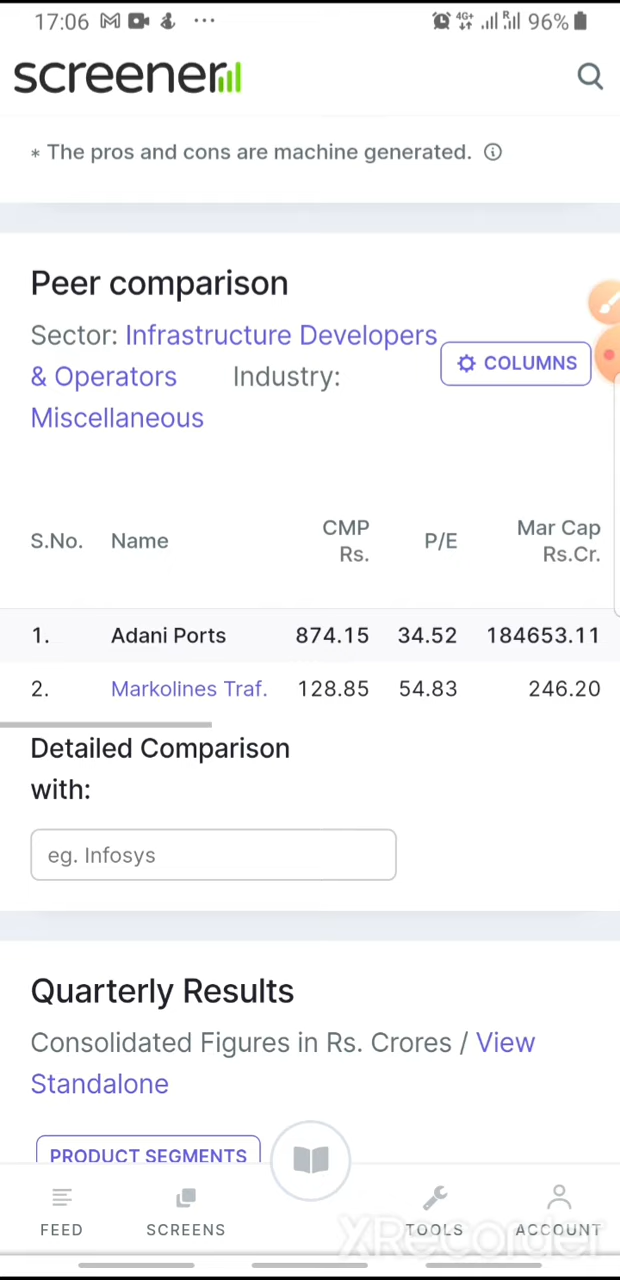 17:06 ... 4G+ R 96%
screener
* The pros and cons are machine generated.
Peer comparison
Sector: Infrastructure Developers
& Operators Industry:
COLUMNS
Miscellaneous
S.No. Name CMP Rs. P/E Mar Cap Rs.Cr.
1. Adani Ports 874.15 34.52 184653.11
2. Markolines Traf. 128.85 54.83 246.20
Detailed Comparison
with:
eg. Infosys
Quarterly Results
Consolidated Figures in Rs. Crores / View
Standalone
PRODUCT SEGMENTS
FEED SCREENS TOOLS ACCOUNT
XRecorder